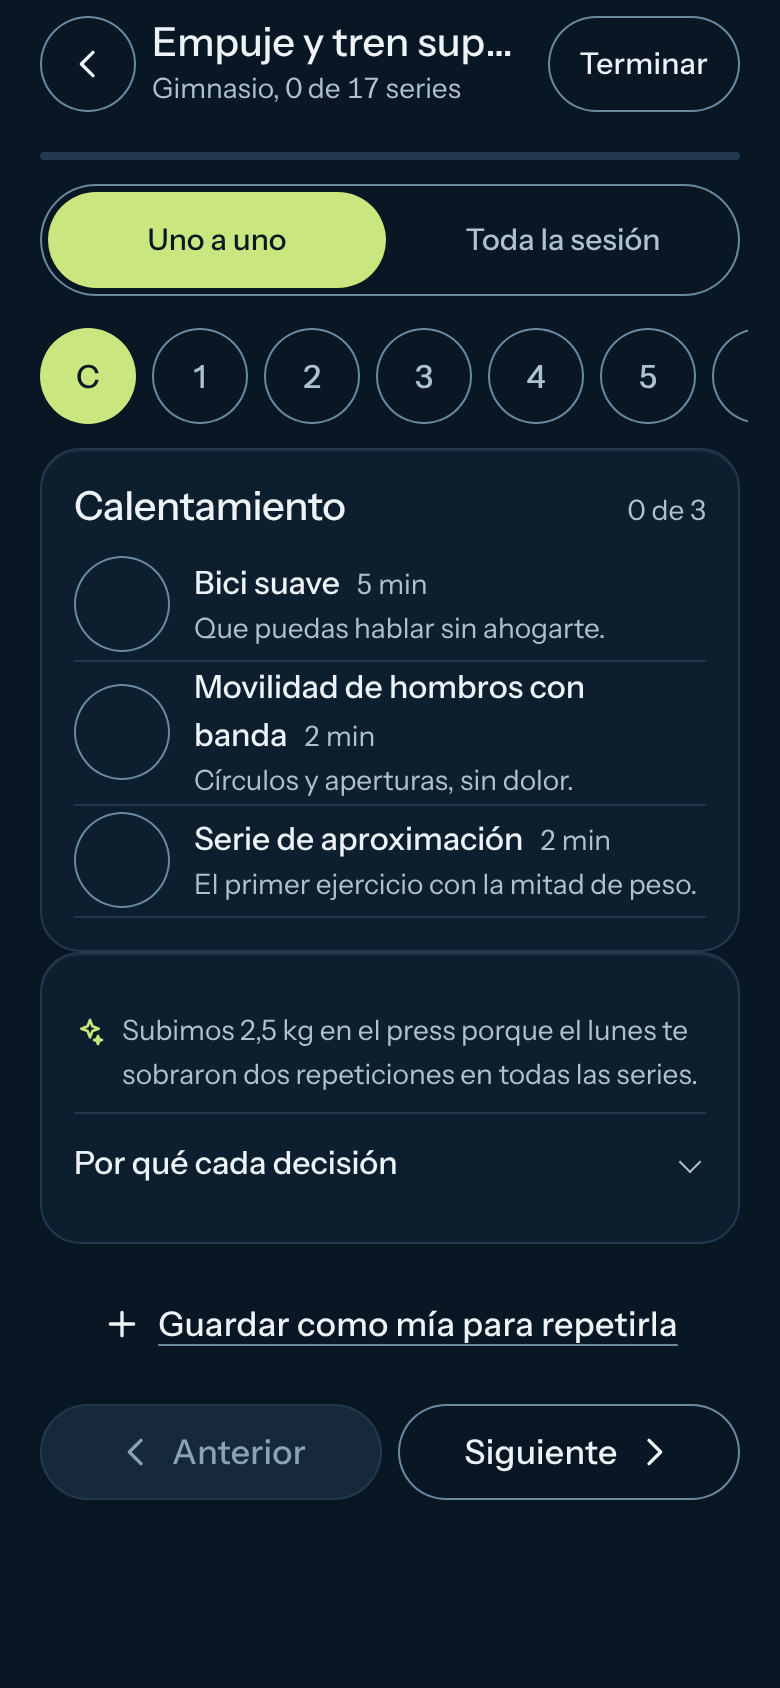 Empuje y tren sup...
Gimnasio, 0 de 17 series
Terminar
Uno a uno
Toda la sesión
C
1
2
3
4
5
Calentamiento
0 de 3
Bici suave 5 min
Que puedas hablar sin ahogarte.
Movilidad de hombros con
banda 2 min
Círculos y aperturas, sin dolor.
Serie de aproximación 2 min
El primer ejercicio con la mitad de peso.
Subimos 2,5 kg en el press porque el lunes te
sobraron dos repeticiones en todas las series.
Por qué cada decisión
Guardar como mía para repetirla
Anterior
Siguiente